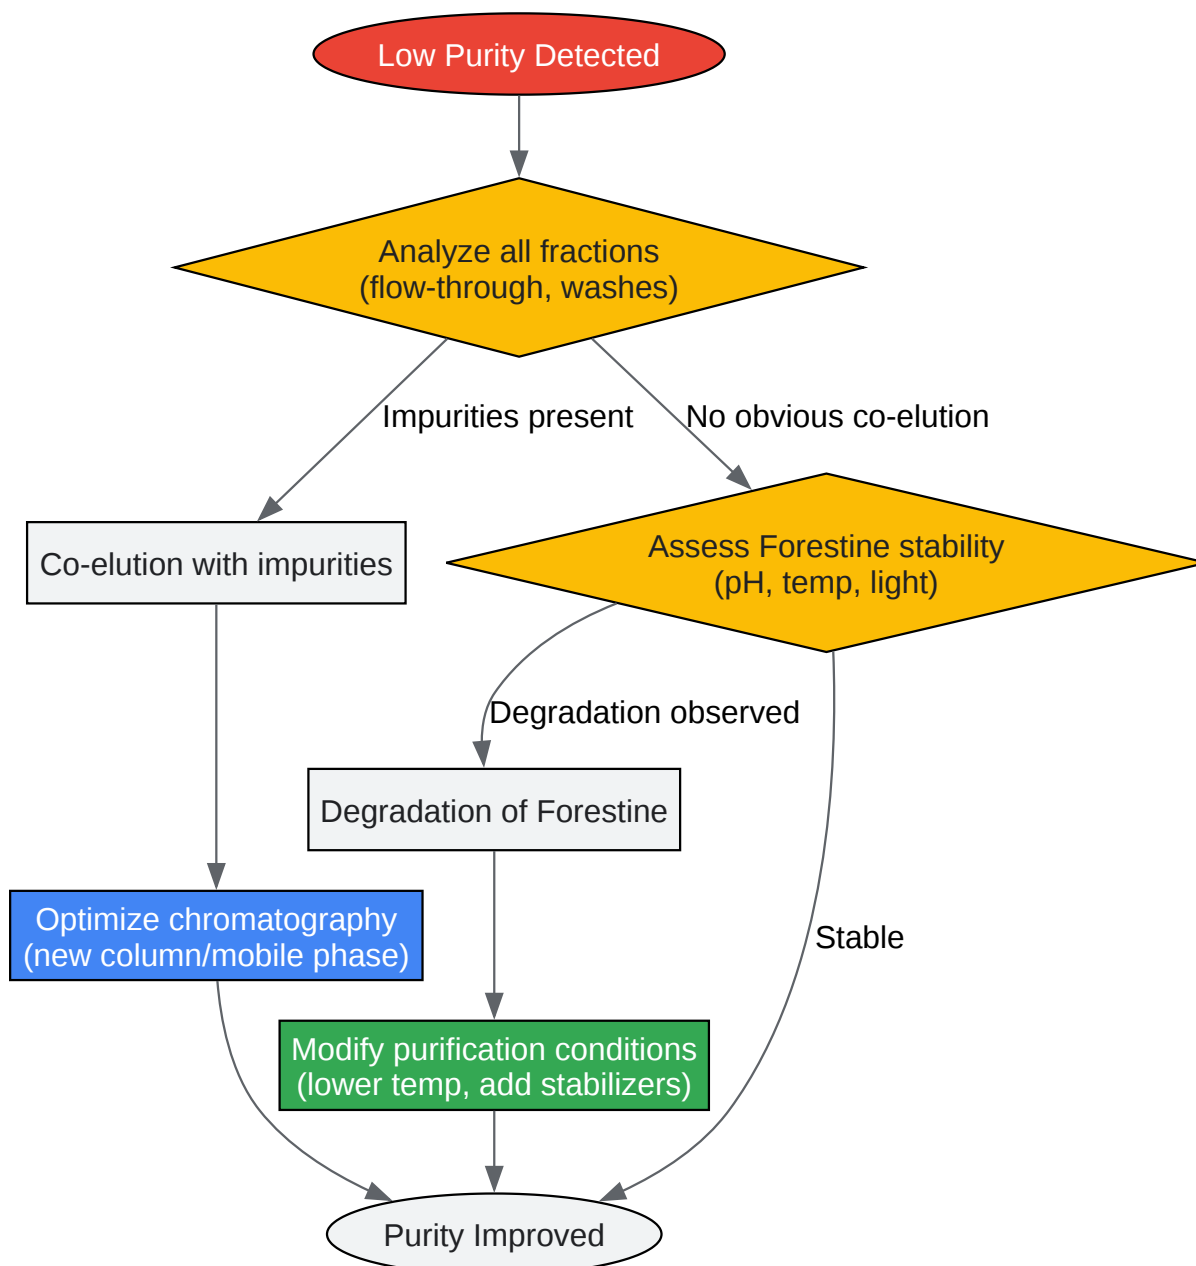 Low Purity Detected
Analyze all fractions
(flow-through, washes)
Impurities present
No obvious co-elution
Co-elution with impurities
Assess Forestine stability
(pH, temp, light)
Degradation observed
Degradation of Forestine
Optimize chromatography
(new column/mobile phase)
Stable
Modify purification conditions
(lower temp, add stabilizers)
Purity Improved